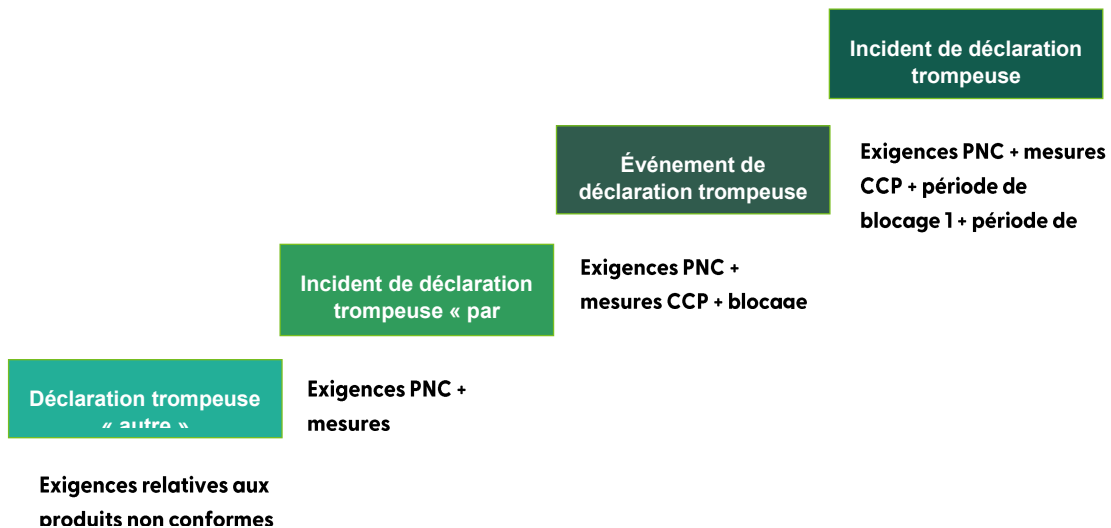 Incident de déclaration
trompeuse
Exigences PNC + mesures
CCP + période de
blocage 1 + période de
Événement de
déclaration trompeuse
Exigences PNC +
mesures CCP + blocage
Incident de déclaration
trompeuse « par
Exigences PNC +
mesures
Déclaration trompeuse
« autre »
Exigences relatives aux
produits non conformes